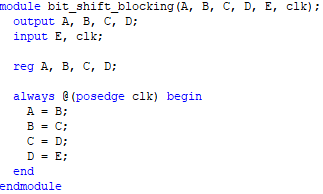 module bit_shift_blocking(A, B, C, D, E, clk);
  output A, B, C, D;
  input E, clk;

  reg A, B, C, D;

  always @(posedge clk) begin
    A = B;
    B = C;
    C = D;
    D = E;
  end
endmodule